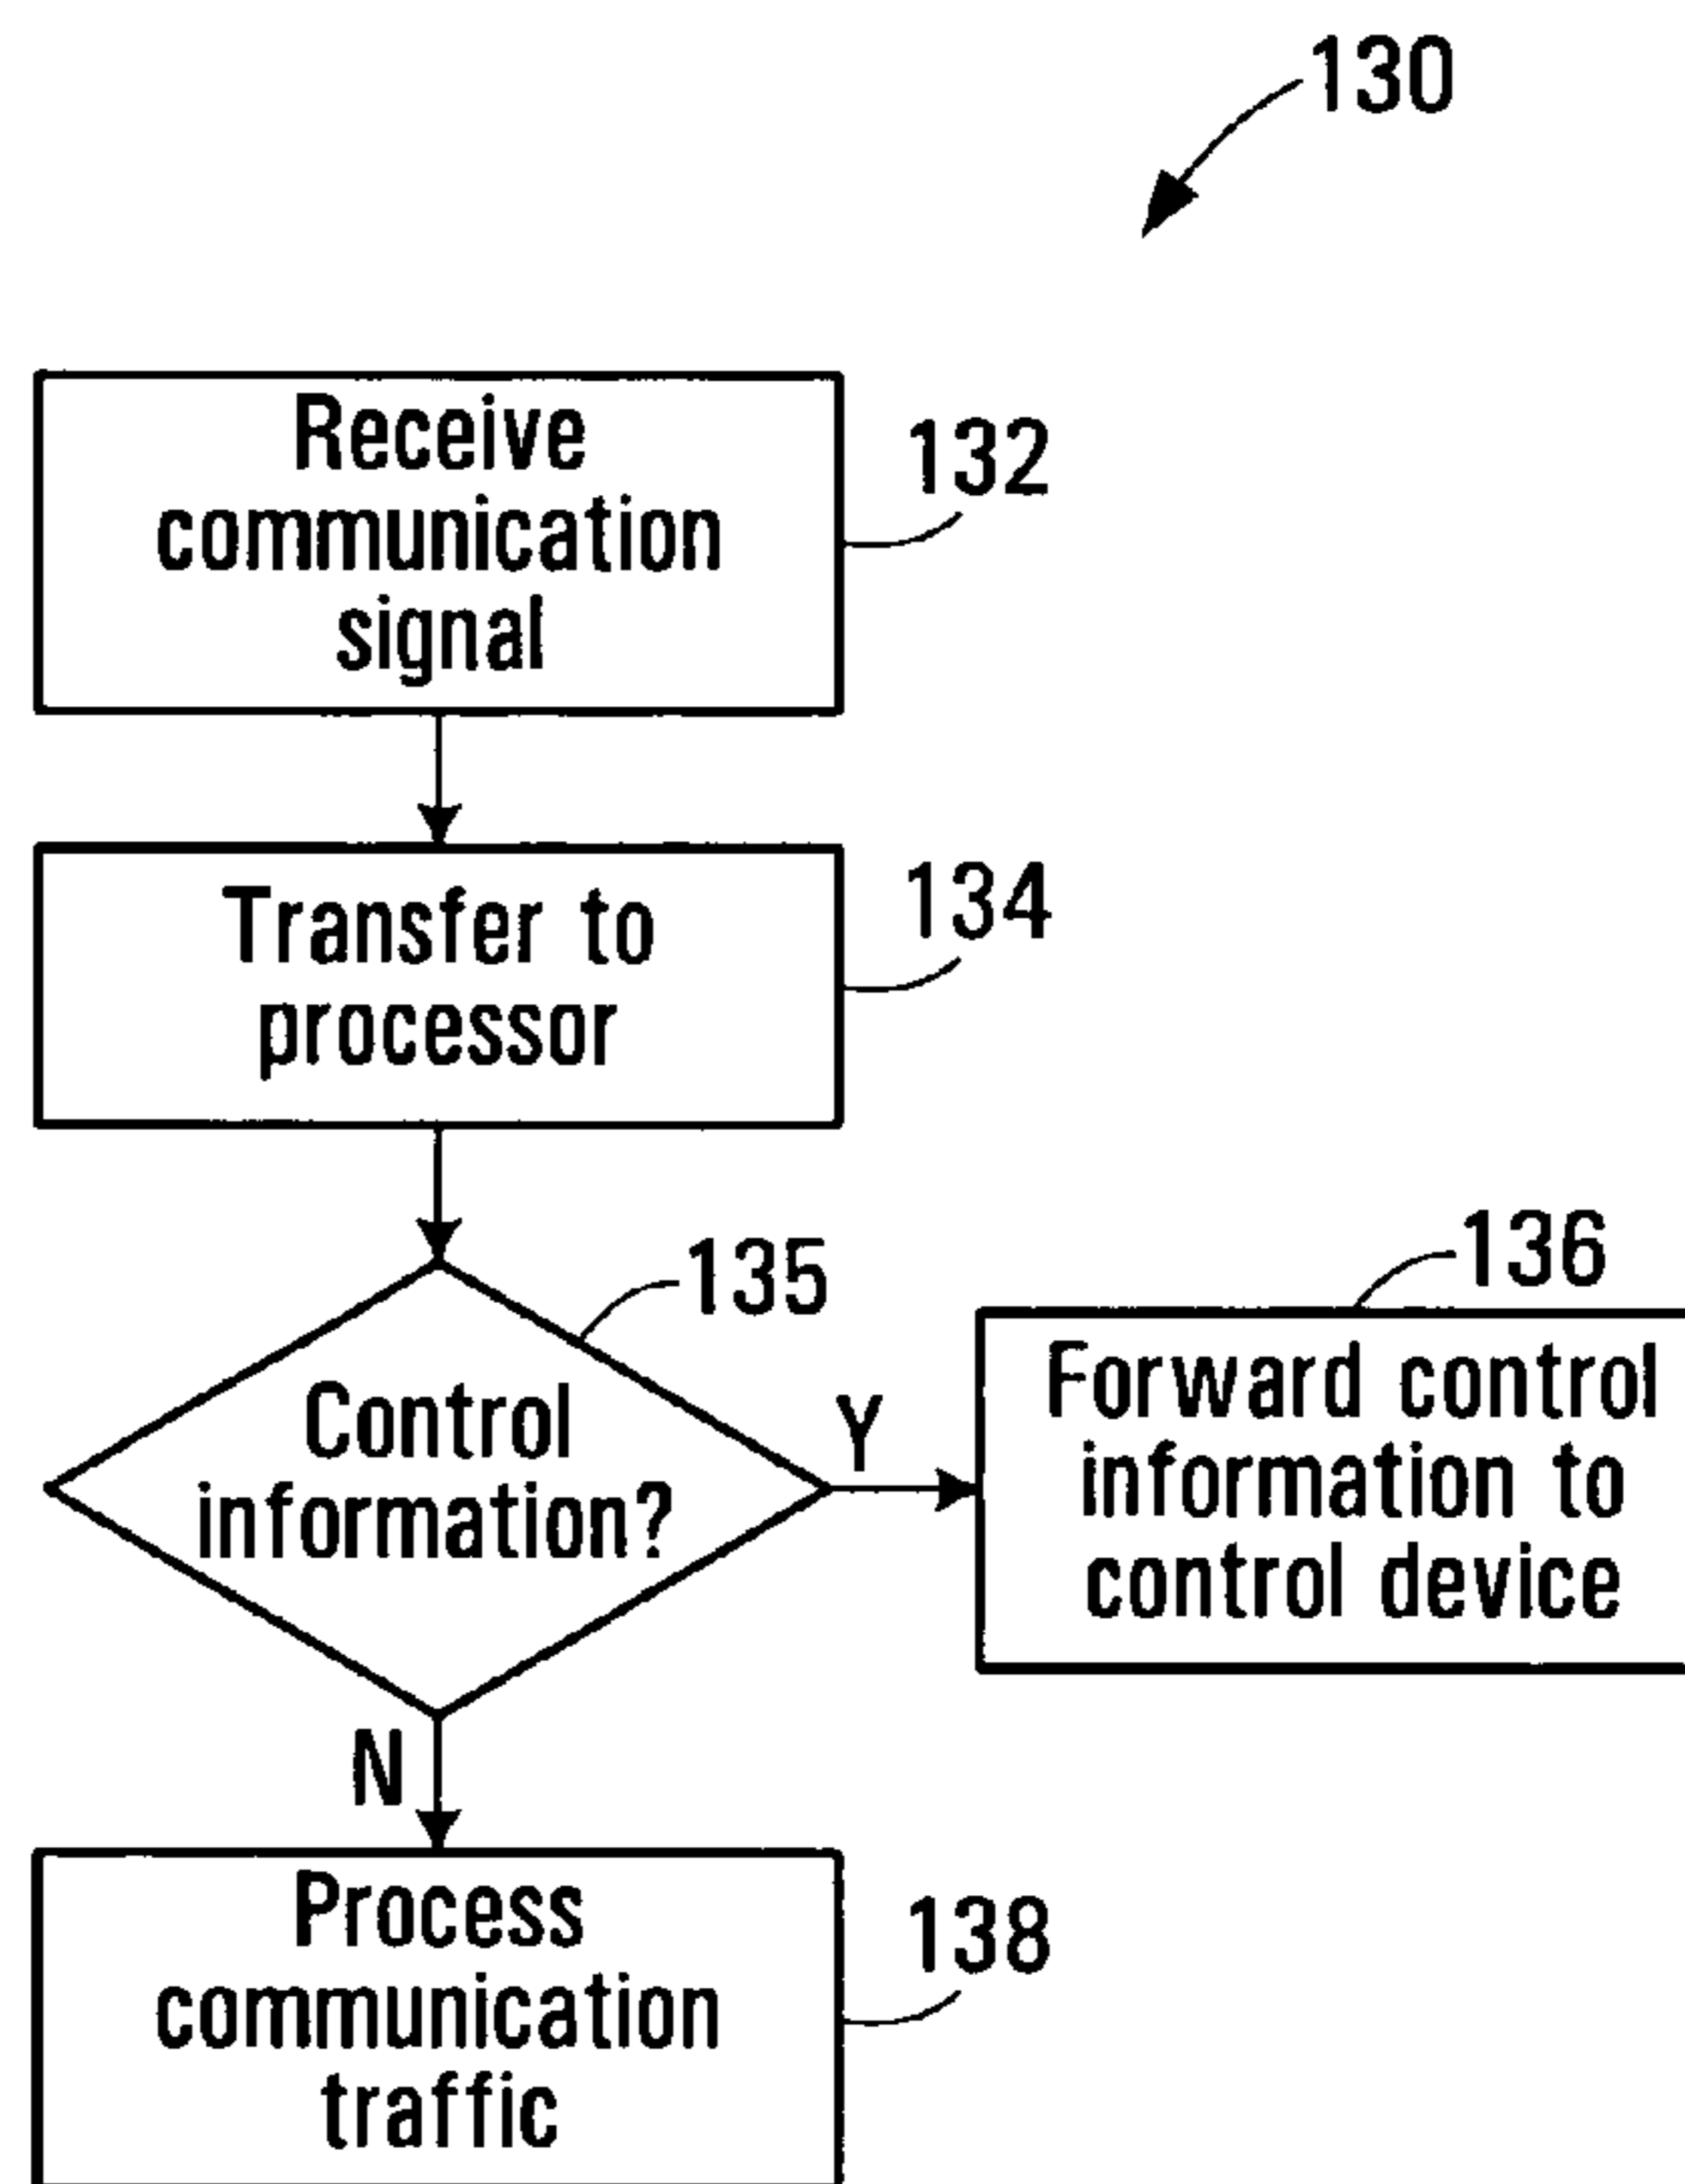 130
Receive
communication
signal
132
Transfer to
processor
134
Control
information?
135
Y
136
Forward control
information to
control device
N
Process
communication
traffic
138